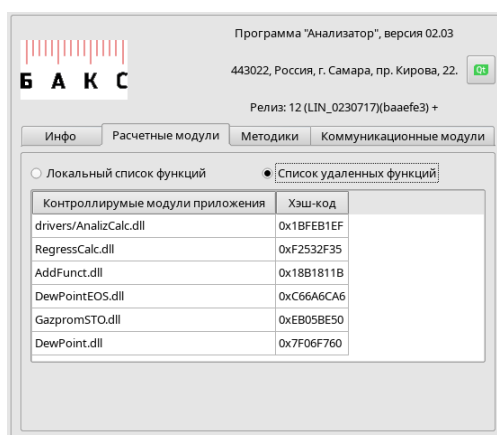 Программа "Анализатор", версия 02.03
БАКС
443022, Россия, г. Самара, пр. Кирова, 22.
Qt
Релиз: 12 (LIN_0230717)(baaefe3) +
Инфо Расчетные модули Методики Коммуникационные модули
Локальный список функций Список удаленных функций
Контроллирумые модули приложения Хэш-код
drivers/AnalizCalc.dll 0x1BFEB1EF
RegressCalc.dll 0xF2532F35
AddFunct.dll 0x18B1811B
DewPointEOS.dll 0xC66A6CA6
GazpromSTO.dll 0xEB05BE50
DewPoint.dll 0x7F06F760